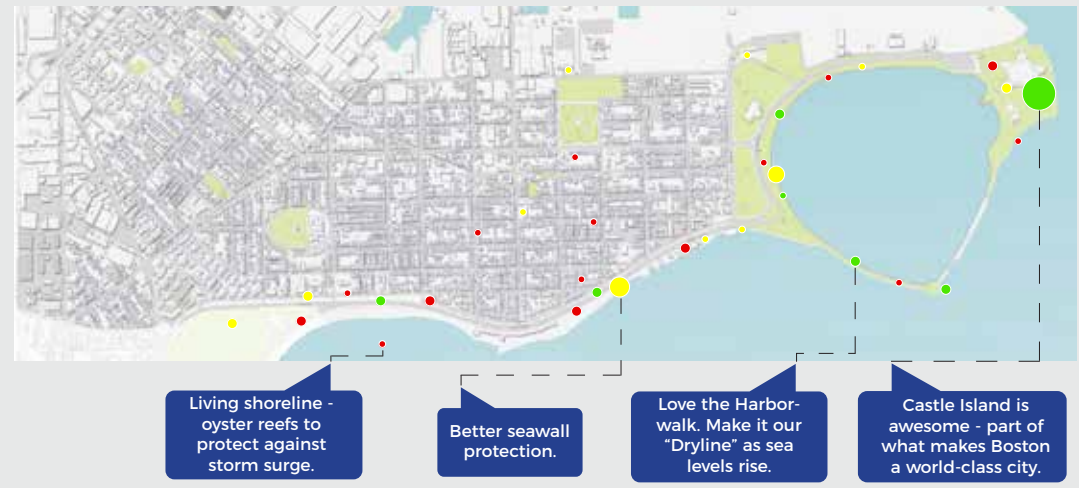 Living shoreline -
oyster reefs to
protect against
storm surge.
Better seawall
protection.
Love the Harbor-
walk. Make it our
“Dryline” as sea
levels rise.
Castle Island is
awesome - part of
what makes Boston
a world-class city.